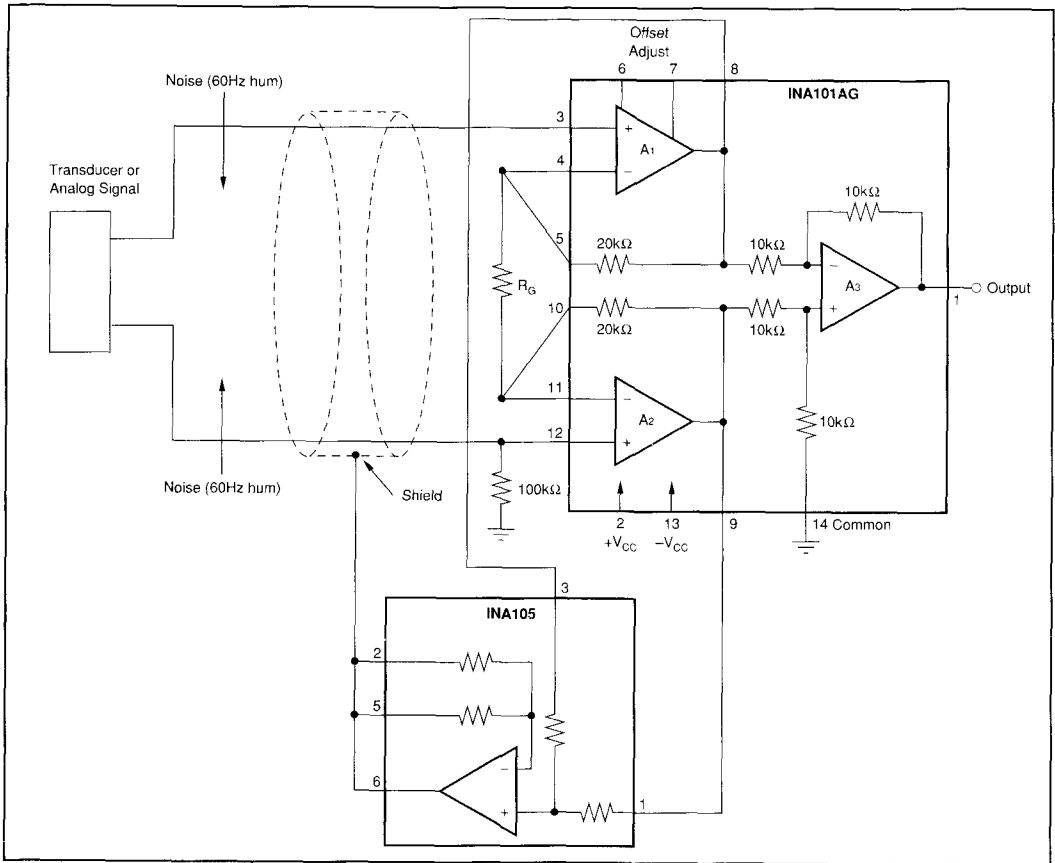 Offset
Adjust
6 7 8
INA101AG
Noise (60Hz hum)
3
+
A1
4
−
Transducer or
Analog Signal
10kΩ
5
20kΩ
10kΩ
−
RG
A3
Output
1
10
20kΩ
10kΩ
+
11
−
A2
12
+
10kΩ
Noise (60Hz hum)
Shield
100kΩ
2 13 9 14 Common
+VCC −VCC
3
INA105
2
5
−
6
+
1